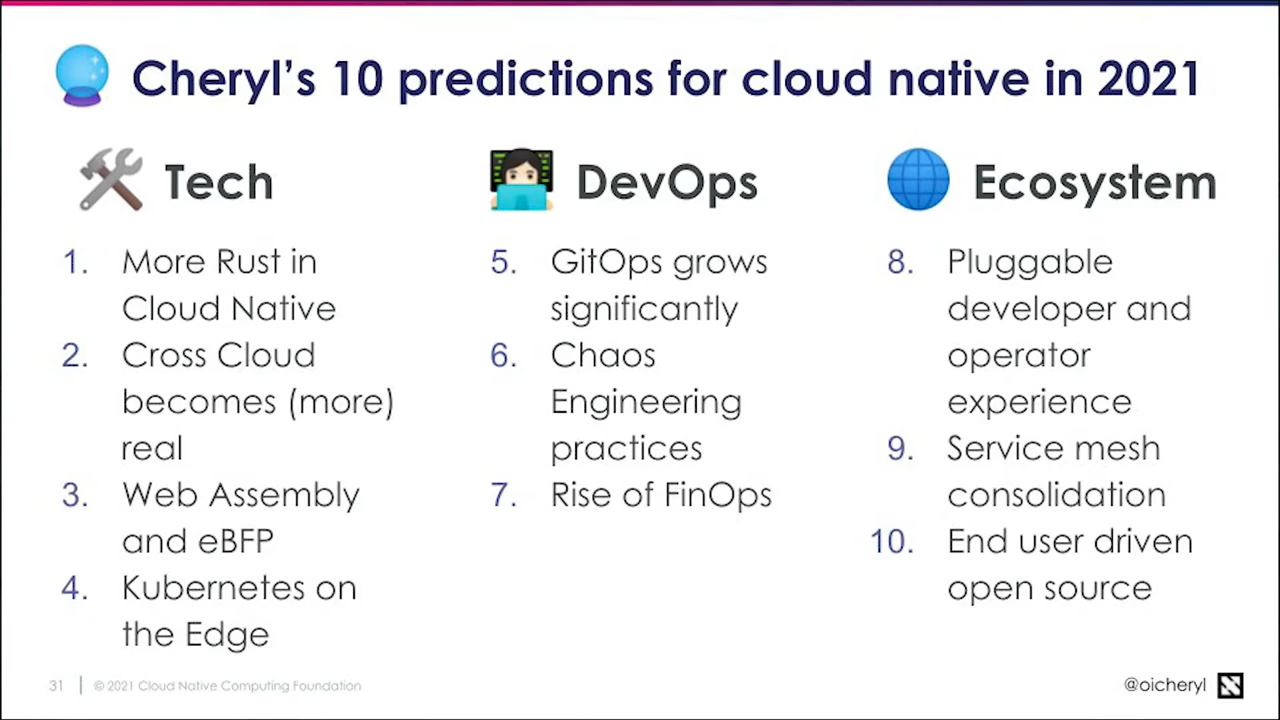 Cheryl's 10 predictions for cloud native in 2021
Tech
1. More Rust in
Cloud Native
2. Cross Cloud
becomes (more)
real
3. Web Assembly
and eBFP
4. Kubernetes on
the Edge
DevOps
5. GitOps grows
significantly
6. Chaos
Engineering
practices
7. Rise of FinOps
Ecosystem
8. Pluggable
developer and
operator
experience
9. Service mesh
consolidation
10. End user driven
open source
31 | © 2021 Cloud Native Computing Foundation
@oicheryl